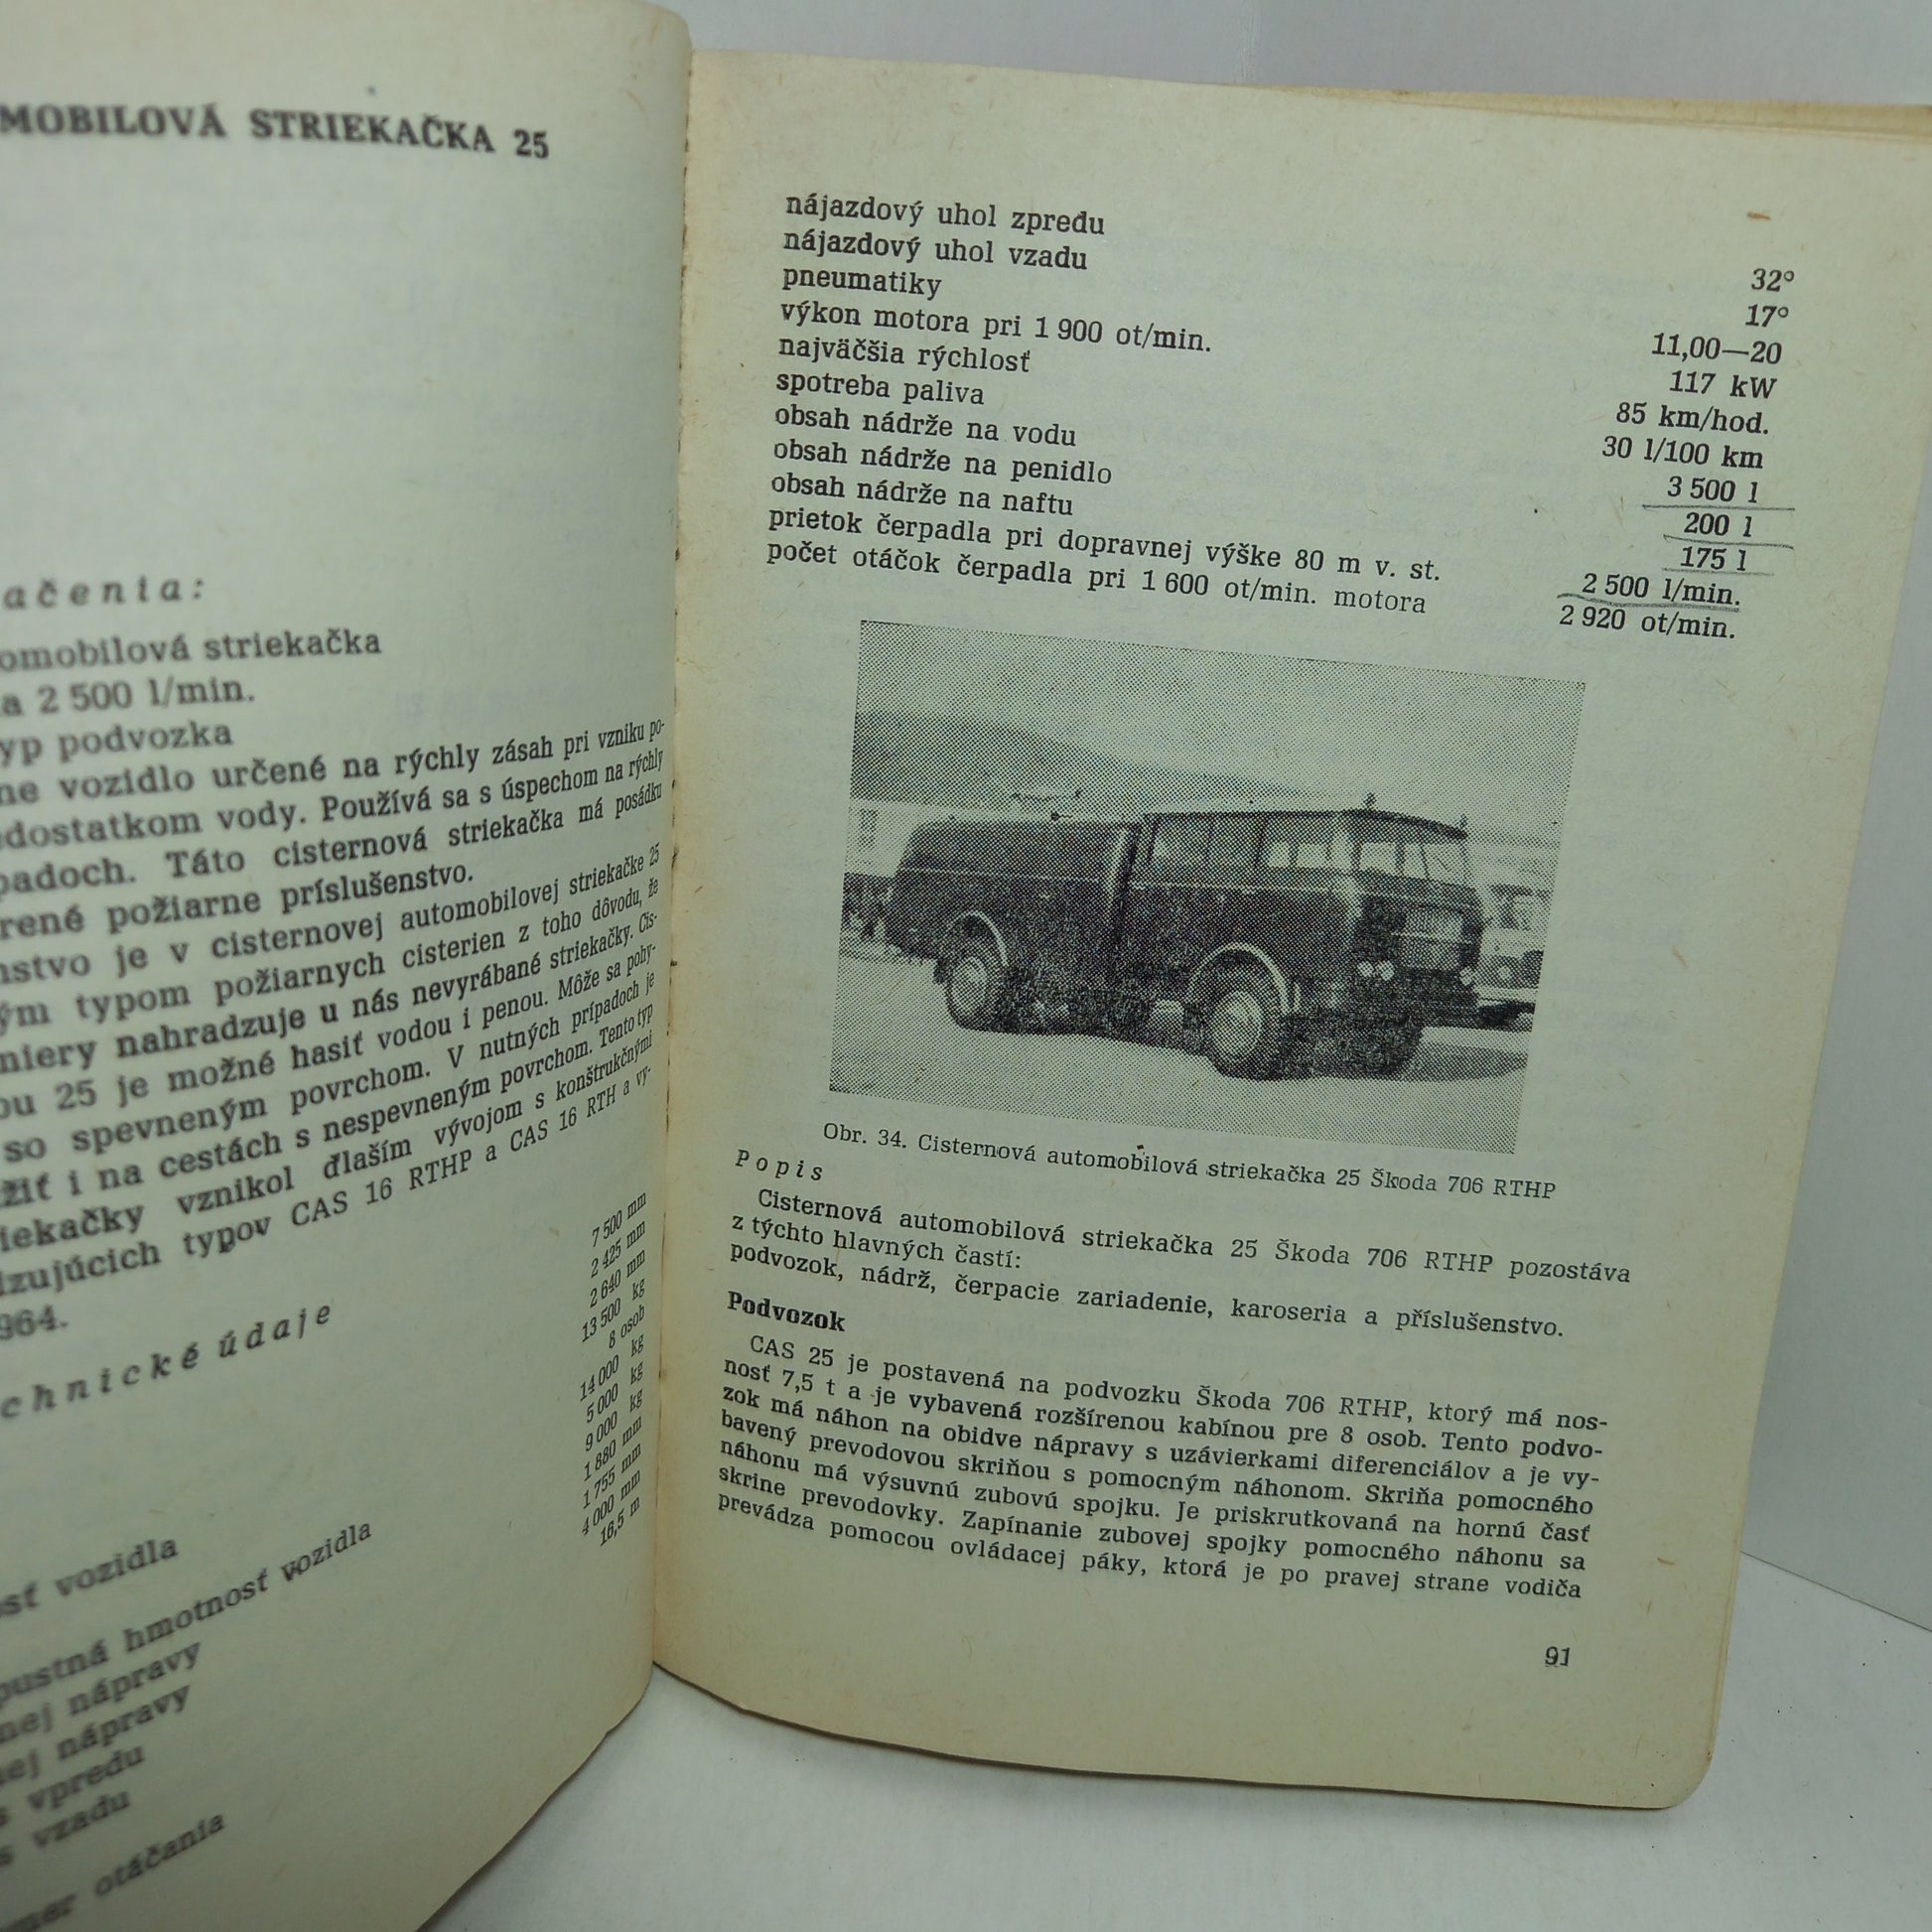 MOBILOVÁ STRIEKAČKA 25
ačenia:
omobilová striekačka
a 2 500 l/min.
yp podvozka
ne vozidlo určené na rýchly zásah pri vzniku po-
edostatkom vody. Používá sa s úspechom na rýchly
padoch. Táto cisternová striekačka má posádku
rené požiarne príslušenstvo.
nstvo je v cisternovej automobilovej striekačke 25
ým typom požiarnych cisterien z toho dôvodu, že
miery nahradzuje u nás nevyrábané striekačky. Cis-
ou 25 je možné hasiť vodou i penou. Môže sa pohy-
so spevneným povrchom. V nutných prípadoch je
žiť i na cestách s nespevneným povrchom. Tento typ
iekačky vznikol ďlaším vývojom s konštrukčnými
dzujúcich typov CAS 16 RTHP a CAS 16 RTH a vy-
964.
chnické údaje
7 500 mm
2 425 mm
2 640 mm
13 500 kg
8 osob
14 000 kg
5 000 kg
9 000 kg
1 880 mm
1 755 mm
4 000 mm
16,5 m
sť vozidla
pustná hmotnosť vozidla
nej nápravy
nej nápravy
s vpredu
s vzadu
mer otáčania
nájazdový uhol zpredu 32°
nájazdový uhol vzadu 17°
pneumatiky 11,00—20
výkon motora pri 1 900 ot/min. 117 kW
najväčšia rýchlosť 85 km/hod.
spotreba paliva 30 l/100 km
obsah nádrže na vodu 3 500 l
obsah nádrže na penidlo 200 l
obsah nádrže na naftu 175 l
prietok čerpadla pri dopravnej výške 80 m v. st. 2 500 l/min.
počet otáčok čerpadla pri 1 600 ot/min. motora 2 920 ot/min.
Obr. 34. Cisternová automobilová striekačka 25 Škoda 706 RTHP
Popis
Cisternová automobilová striekačka 25 Škoda 706 RTHP pozostáva
z týchto hlavných častí:
podvozok, nádrž, čerpacie zariadenie, karoseria a příslušenstvo.
Podvozok
CAS 25 je postavená na podvozku Škoda 706 RTHP, ktorý má nos-
nosť 7,5 t a je vybavená rozšírenou kabínou pre 8 osob. Tento podvo-
zok má náhon na obidve nápravy s uzávierkami diferenciálov a je vy-
bavený prevodovou skriňou s pomocným náhonom. Skriňa pomocného
náhonu má výsuvnú zubovú spojku. Je priskrutkovaná na hornú časť
skrine prevodovky. Zapínanie zubovej spojky pomocného náhonu sa
prevádza pomocou ovládacej páky, ktorá je po pravej strane vodiča
91